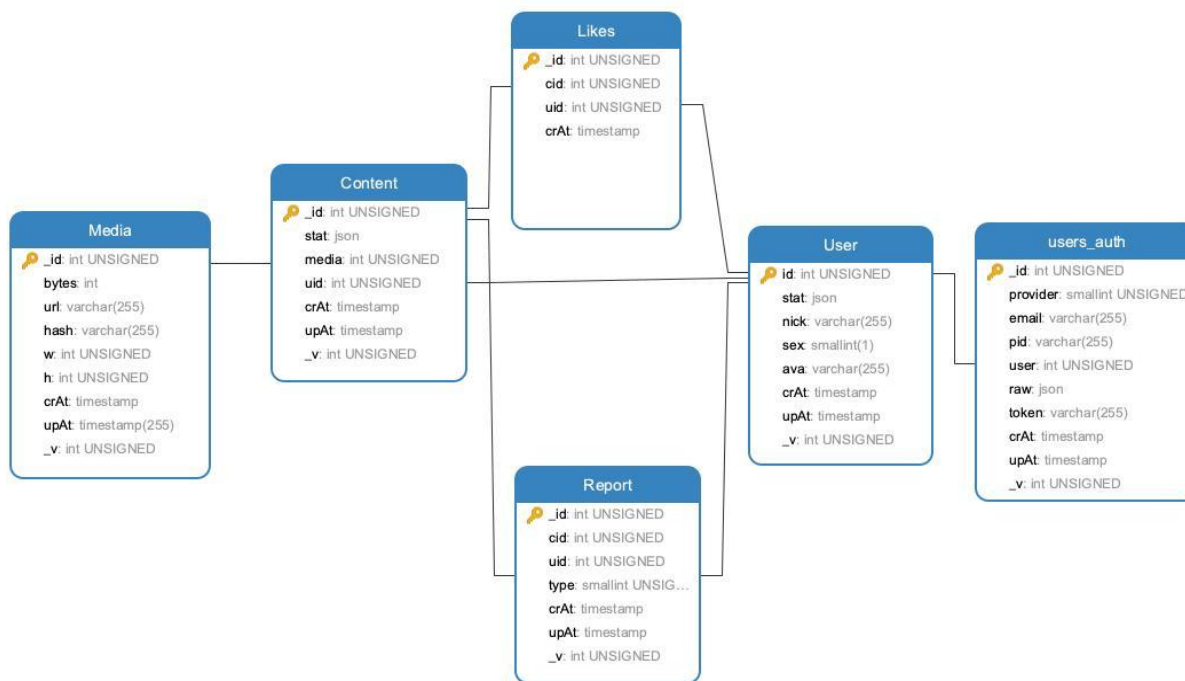 Likes
_id: int UNSIGNED
cid: int UNSIGNED
uid: int UNSIGNED
crAt: timestamp
Content
_id: int UNSIGNED
stat: json
media: int UNSIGNED
uid: int UNSIGNED
crAt: timestamp
upAt: timestamp
_v: int UNSIGNED
Media
_id: int UNSIGNED
bytes: int
url: varchar(255)
hash: varchar(255)
w: int UNSIGNED
h: int UNSIGNED
crAt: timestamp
upAt: timestamp(255)
_v: int UNSIGNED
User
id: int UNSIGNED
stat: json
nick: varchar(255)
sex: smallint(1)
ava: varchar(255)
crAt: timestamp
upAt: timestamp
_v: int UNSIGNED
users_auth
_id: int UNSIGNED
provider: smallint UNSIGNED
email: varchar(255)
pid: varchar(255)
user: int UNSIGNED
raw: json
token: varchar(255)
crAt: timestamp
upAt: timestamp
_v: int UNSIGNED
Report
_id: int UNSIGNED
cid: int UNSIGNED
uid: int UNSIGNED
type: smallint UNSIG...
crAt: timestamp
upAt: timestamp
_v: int UNSIGNED